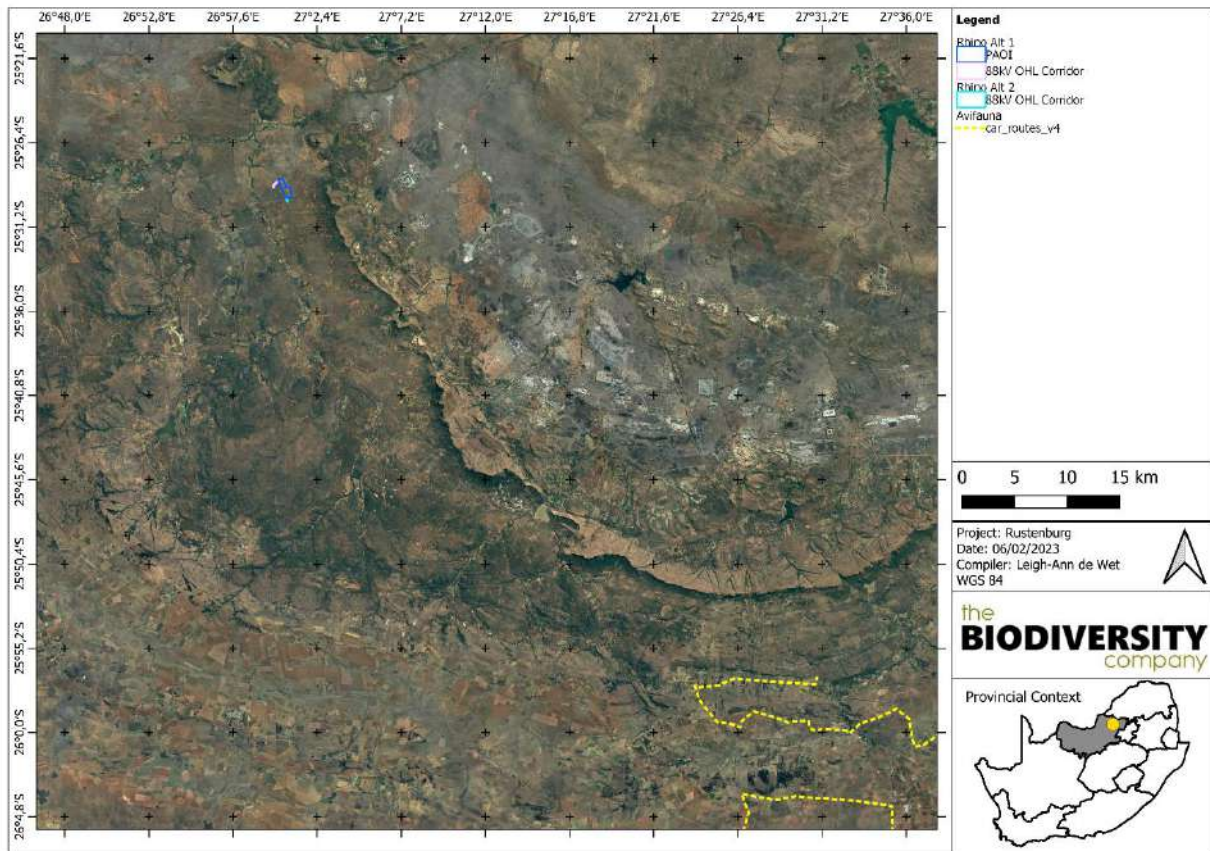 26°48,0'E 26°52,8'E 26°57,6'E 27°2,4'E 27°7,2'E 27°12,0'E 27°16,8'E 27°21,6'E 27°26,4'E 27°31,2'E 27°36,0'E
25°21,6'S
25°26,4'S
25°31,2'S
25°36,0'S
25°40,8'S
25°45,6'S
25°50,4'S
25°55,2'S
26°0,0'S
26°4,8'S
Legend
Rhino Alt 1
PAOI
88kV OHL Corridor
Rhino Alt 2
88kV OHL Corridor
Avifauna
car_routes_v4
0 5 10 15 km
Project: Rustenburg
Date: 06/02/2023
Compiler: Leigh-Ann de Wet
WGS 84
the
BIODIVERSITY
company
Provincial Context